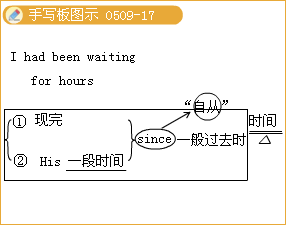 手写板图示 0509-17
I had been waiting
for hours
"自从"
① 现完
② His 一段时间
since 一般过去时 时间